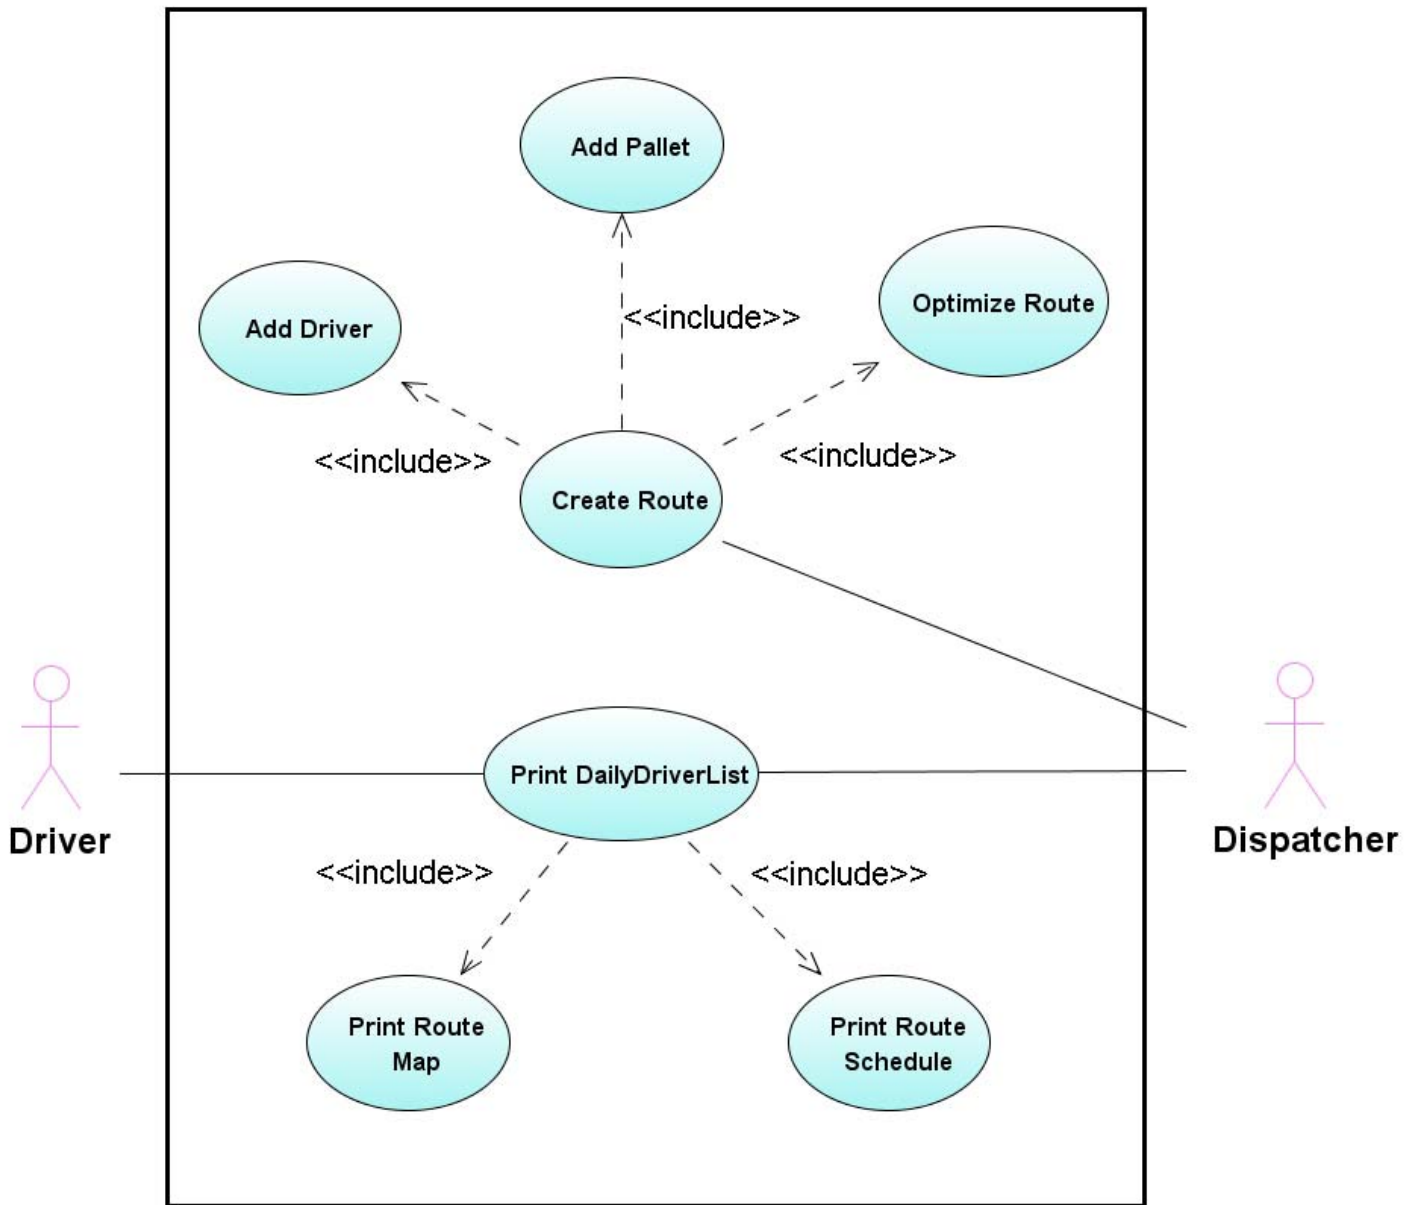 Add Pallet
Optimize Route
<<include>>
Add Driver
<<include>>
<<include>>
Create Route
Print DailyDriverList
Driver
Dispatcher
<<include>>
<<include>>
Print Route
Map
Print Route
Schedule